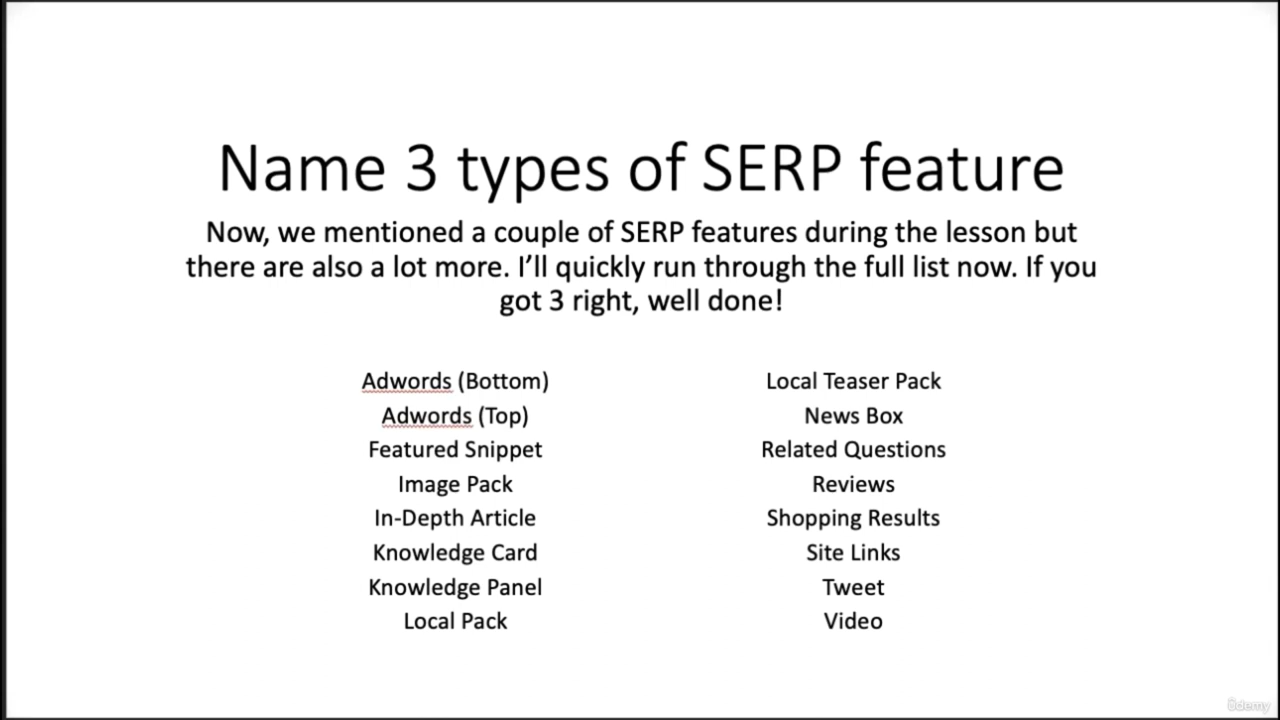 Name 3 types of SERP feature
Now, we mentioned a couple of SERP features during the lesson but
there are also a lot more. I'll quickly run through the full list now. If you
got 3 right, well done!
Adwords (Bottom)
Adwords (Top)
Featured Snippet
Image Pack
In-Depth Article
Knowledge Card
Knowledge Panel
Local Pack
Local Teaser Pack
News Box
Related Questions
Reviews
Shopping Results
Site Links
Tweet
Video
ûdemy